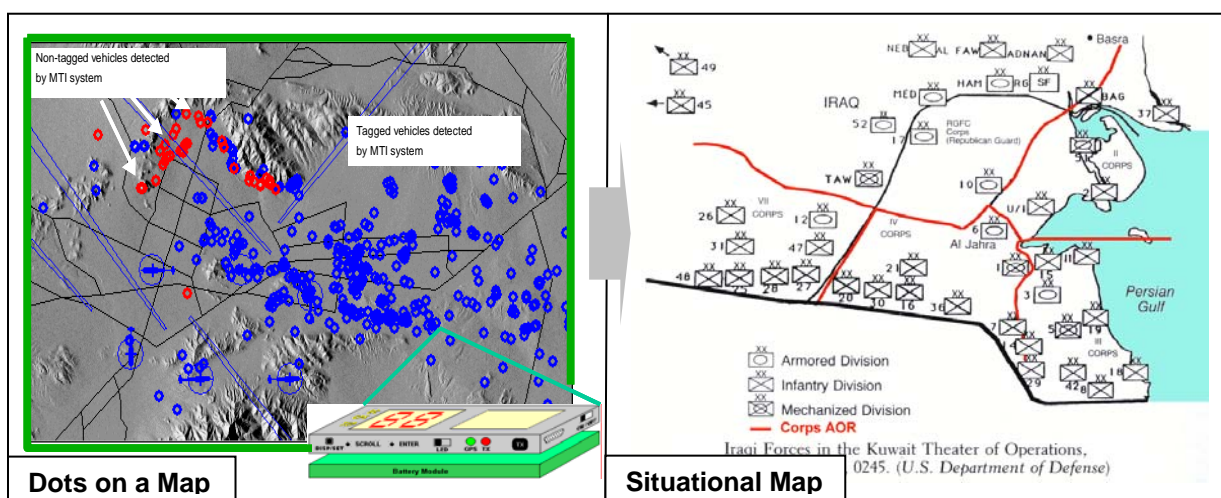 Non-tagged vehicles detected
by MTI system
Tagged vehicles detected
by MTI system
DISP/SET
SCROLL
ENTER
LED
GPS
TX
TX
Battery Module
Dots on a Map
49
45
NEB
AL FAW
ADNAN
Basra
HAM
RG
SF
MED
BAG
IRAQ
37
52
17
RGFC
Corps
(Republican Guard)
51
II
CORPS
TAW
10
2
VII
CORPS
U/I
26
12
IV
CORPS
6
Al Jahra
31
47
21
1
15
11
48
25
28
27
20
30
16
3
Persian
Gulf
36
7
5
19
III
CORPS
14
29
42
8
18
Armored Division
Infantry Division
Mechanized Division
Corps AOR
Iraqi Forces in the Kuwait Theater of Operations,
0245. (U.S. Department of Defense)
Situational Map